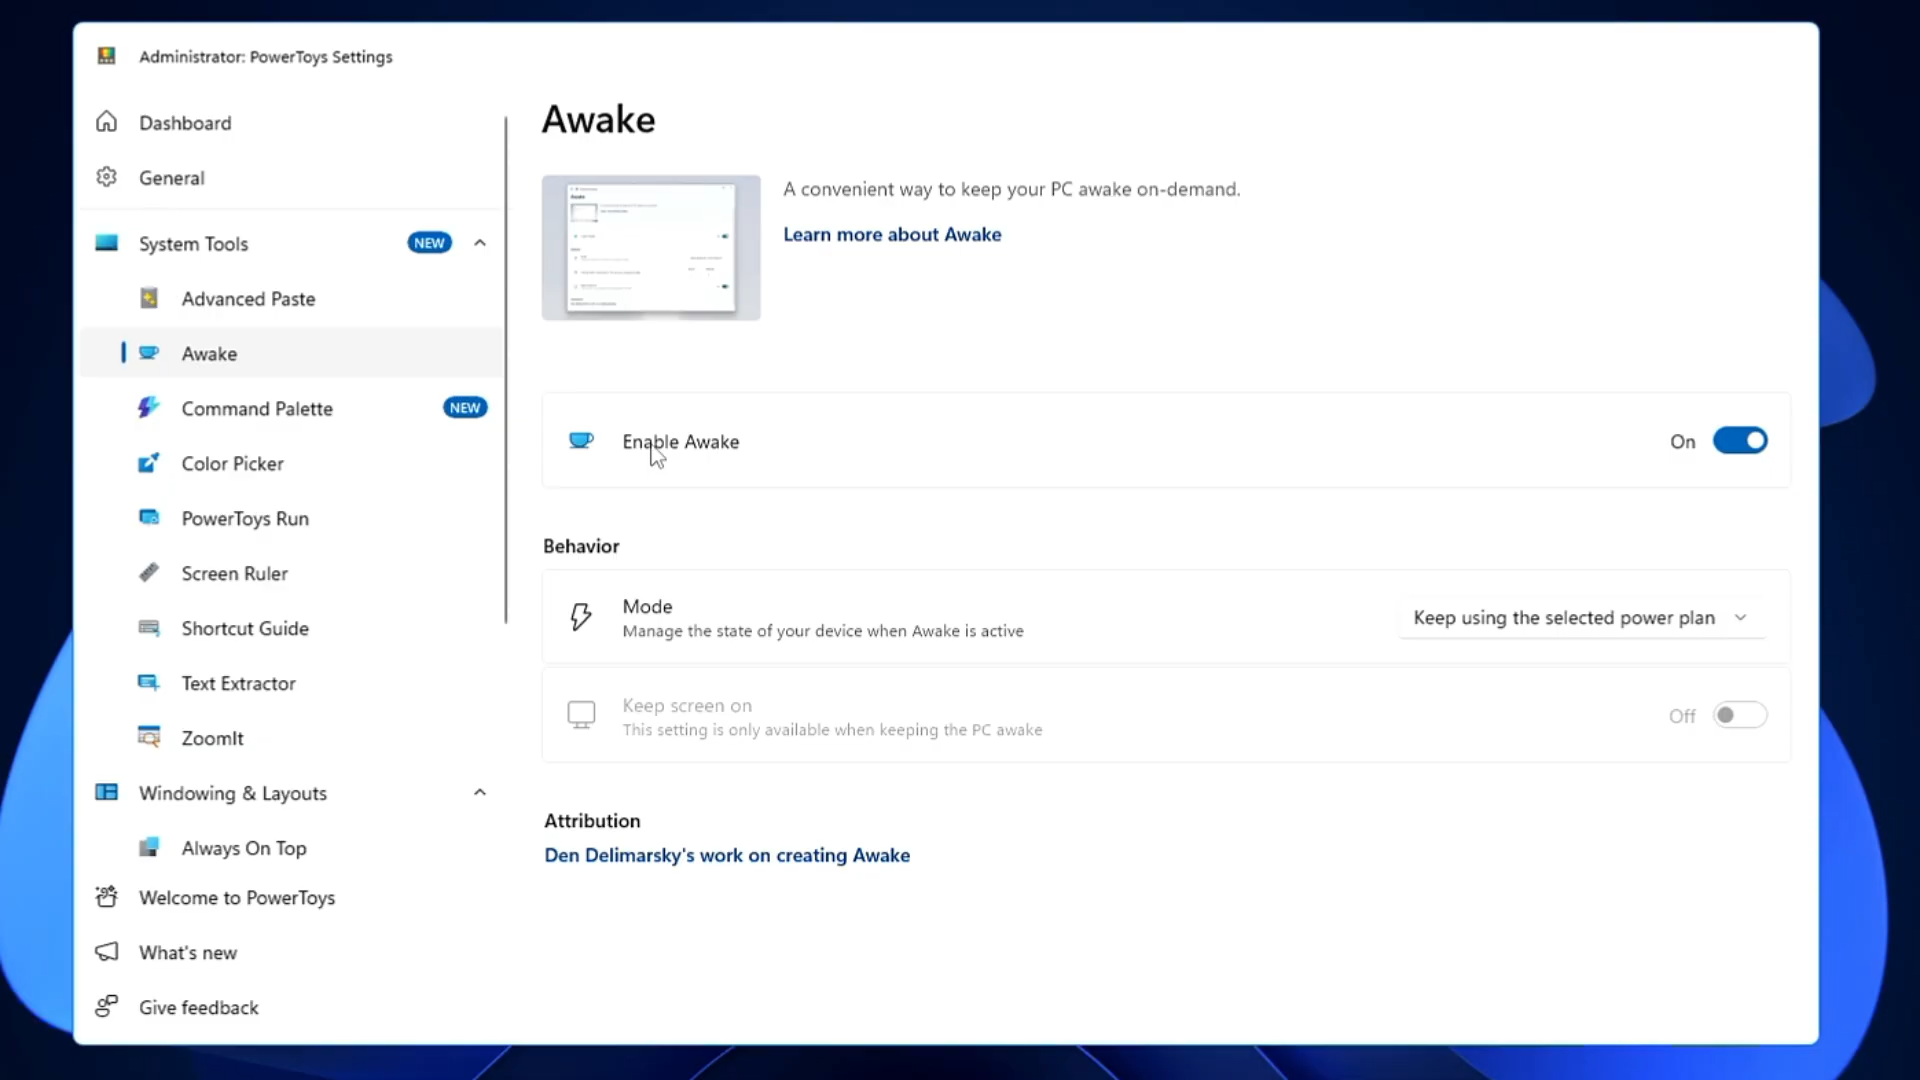 Administrator: PowerToys Settings
Dashboard
General
System Tools
NEW
Advanced Paste
Awake
Command Palette
NEW
Color Picker
PowerToys Run
Screen Ruler
Shortcut Guide
Text Extractor
ZoomIt
Windowing & Layouts
Always On Top
Welcome to PowerToys
What's new
Give feedback
Awake
A convenient way to keep your PC awake on-demand.
Learn more about Awake
Enable Awake
On
Behavior
Mode
Manage the state of your device when Awake is active
Keep using the selected power plan
Keep screen on
This setting is only available when keeping the PC awake
Off
Attribution
Den Delimarsky's work on creating Awake